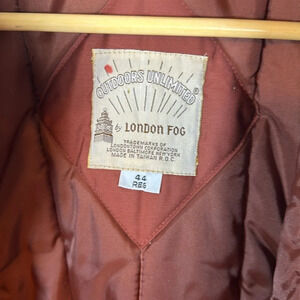 OUTDOORS UNLIMITED®
by LONDON FOG
TRADEMARKS OF
LONDONTOWN CORPORATION
LONDON BALTIMORE NEW YORK
MADE IN TAIWAN R.O.C.
44
REG